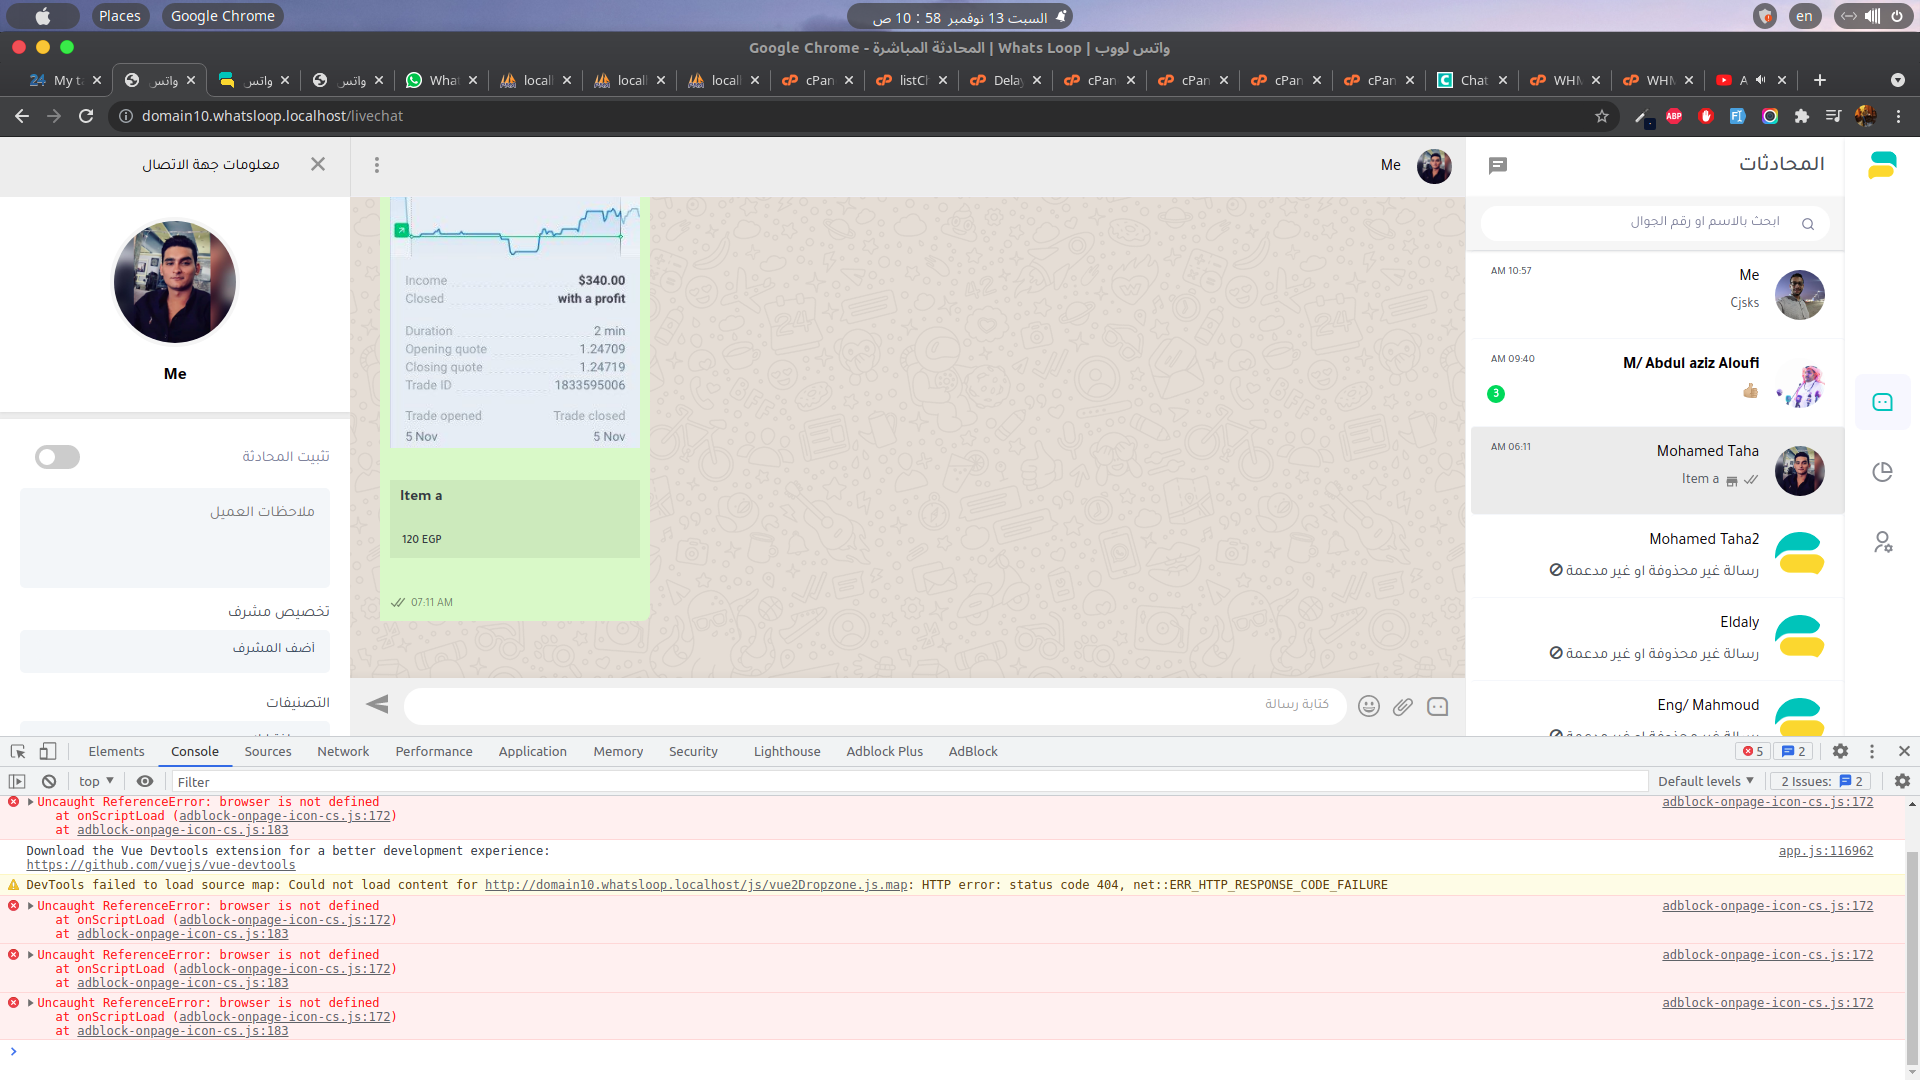 Places
Google Chrome
السبت 13 نوفمبر 58 : 10 ص
en
واتس لووب | Whats Loop | المحادثة المباشرة - Google Chrome
My t
واتس
واتس
واتس
What
local
local
local
cPan
listCh
Dela
cPan
cPan
cPan
cPan
Chat
WHM
WHM
A
domain10.whatsloop.localhost/livechat
معلومات جهة الاتصال
Me
تثبيت المحادثة
ملاحظات العميل
تخصيص مشرف
أضف المشرف
التصنيفات
Me
Income $340.00
Closed with a profit
Duration 2 min
Opening quote 1.24709
Closing quote 1.24719
Trade ID 1833595006
Trade opened Trade closed
5 Nov 5 Nov
Item a
120 EGP
07:11 AM
كتابة رسالة
المحادثات
ابحث بالاسم او رقم الجوال
Me
AM 10:57
Cjsks
M/ Abdul aziz Aloufi
AM 09:40
3
Mohamed Taha
AM 06:11
Item a
Mohamed Taha2
رسالة غير محذوفة او غير مدعمة
Eldaly
رسالة غير محذوفة او غير مدعمة
Eng/ Mahmoud
رسالة غير محذوفة او غير مدعمة
Elements Console Sources Network Performance Application Memory Security Lighthouse Adblock Plus AdBlock 5 2
top Filter Default levels 2 Issues: 2
Uncaught ReferenceError: browser is not defined adblock-onpage-icon-cs.js:172
at onScriptLoad (adblock-onpage-icon-cs.js:172)
at adblock-onpage-icon-cs.js:183
Download the Vue Devtools extension for a better development experience: app.js:116962
https://github.com/vuejs/vue-devtools
DevTools failed to load source map: Could not load content for http://domain10.whatsloop.localhost/js/vue2Dropzone.js.map: HTTP error: status code 404, net::ERR_HTTP_RESPONSE_CODE_FAILURE
Uncaught ReferenceError: browser is not defined adblock-onpage-icon-cs.js:172
at onScriptLoad (adblock-onpage-icon-cs.js:172)
at adblock-onpage-icon-cs.js:183
Uncaught ReferenceError: browser is not defined adblock-onpage-icon-cs.js:172
at onScriptLoad (adblock-onpage-icon-cs.js:172)
at adblock-onpage-icon-cs.js:183
Uncaught ReferenceError: browser is not defined adblock-onpage-icon-cs.js:172
at onScriptLoad (adblock-onpage-icon-cs.js:172)
at adblock-onpage-icon-cs.js:183